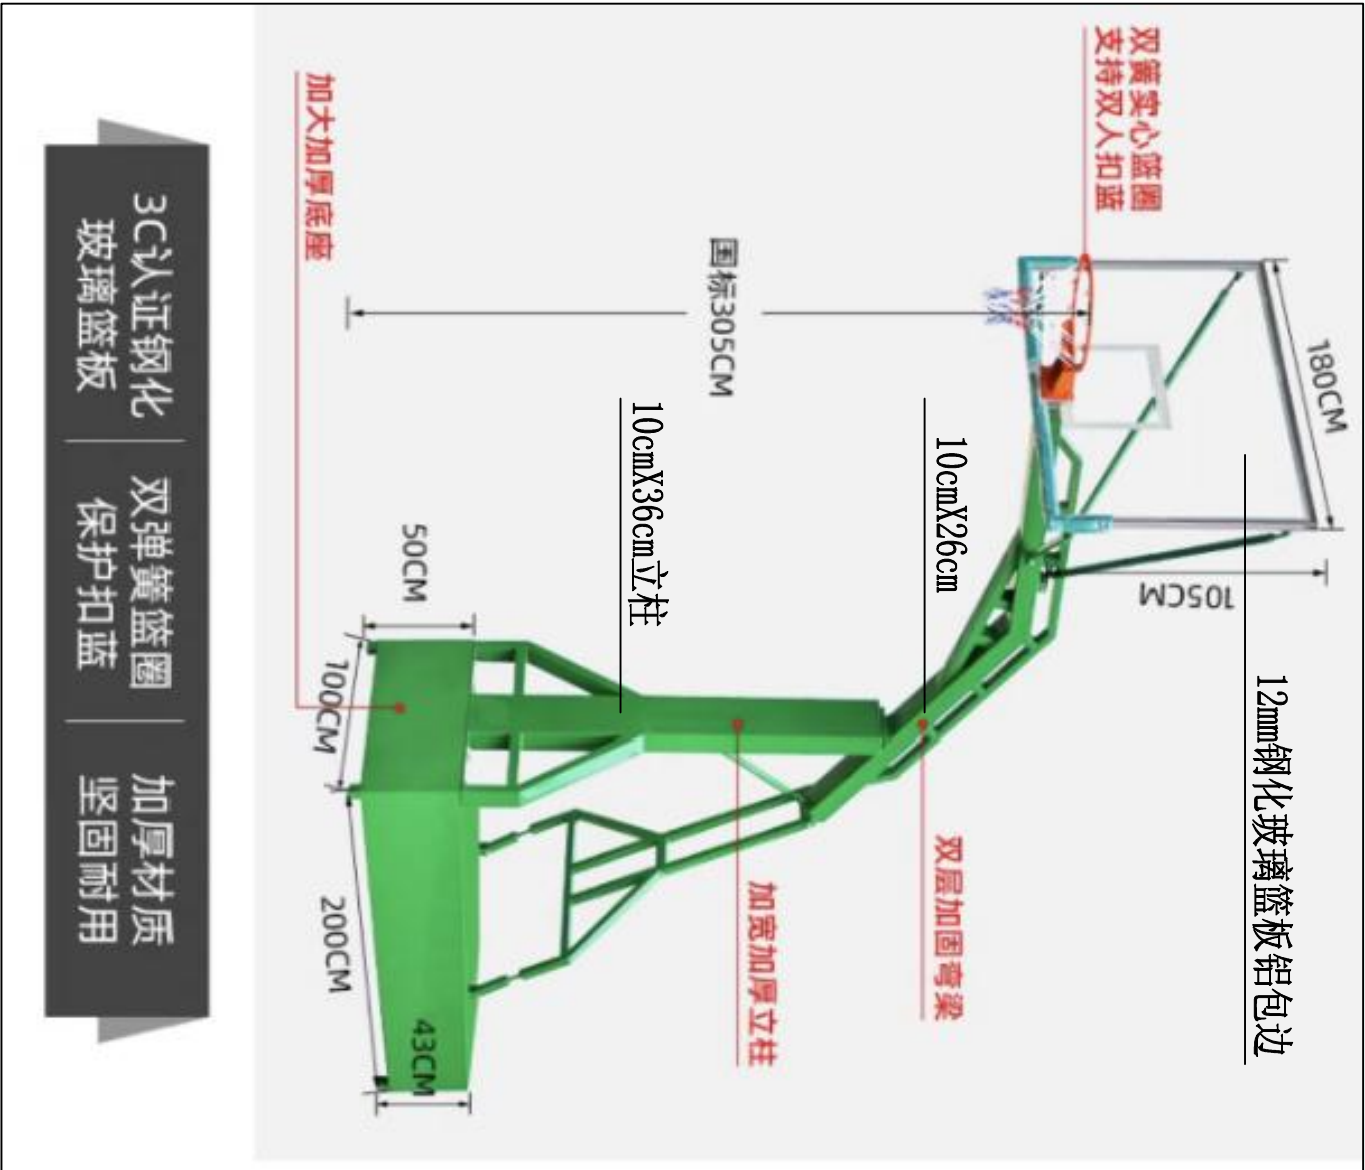 双簧实心篮圈
支持双人扣蓝
180CM
12mm钢化玻璃篮板铝包边
105CM
10cmX26cm
双层加固弯梁
国标305CM
10cmX36cm立柱
加宽加厚立柱
加大加厚底座
50CM
100CM
200CM
43CM
3C认证钢化
玻璃篮板
双弹簧篮圈
保护扣蓝
加厚材质
坚固耐用